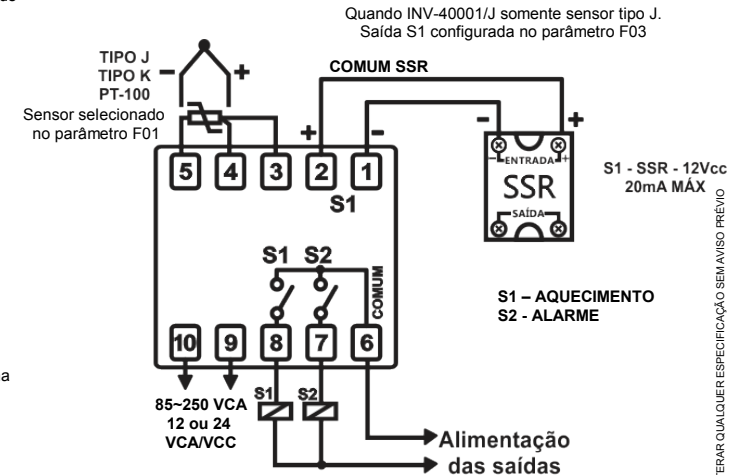 Quando INV-40001/J somente sensor tipo J.
Saída S1 configurada no parâmetro F03
TIPO J
TIPO K
PT-100
Sensor selecionado
no parâmetro F01
- +
COMUM SSR
+ -
- +
5 4 3 2 1
S1
- ENTRADA +
SSR
SAÍDA
S1 - SSR - 12Vcc
20mA MÁX
S1 S2
COMUM
S1 – AQUECIMENTO
S2 - ALARME
10 9 8 7 6
85~250 VCA
12 ou 24
VCA/VCC
S1 S2
Alimentação
das saídas
TERAR QUALQUER ESPECIFICAÇÃO SEM AVISO PRÉVIO